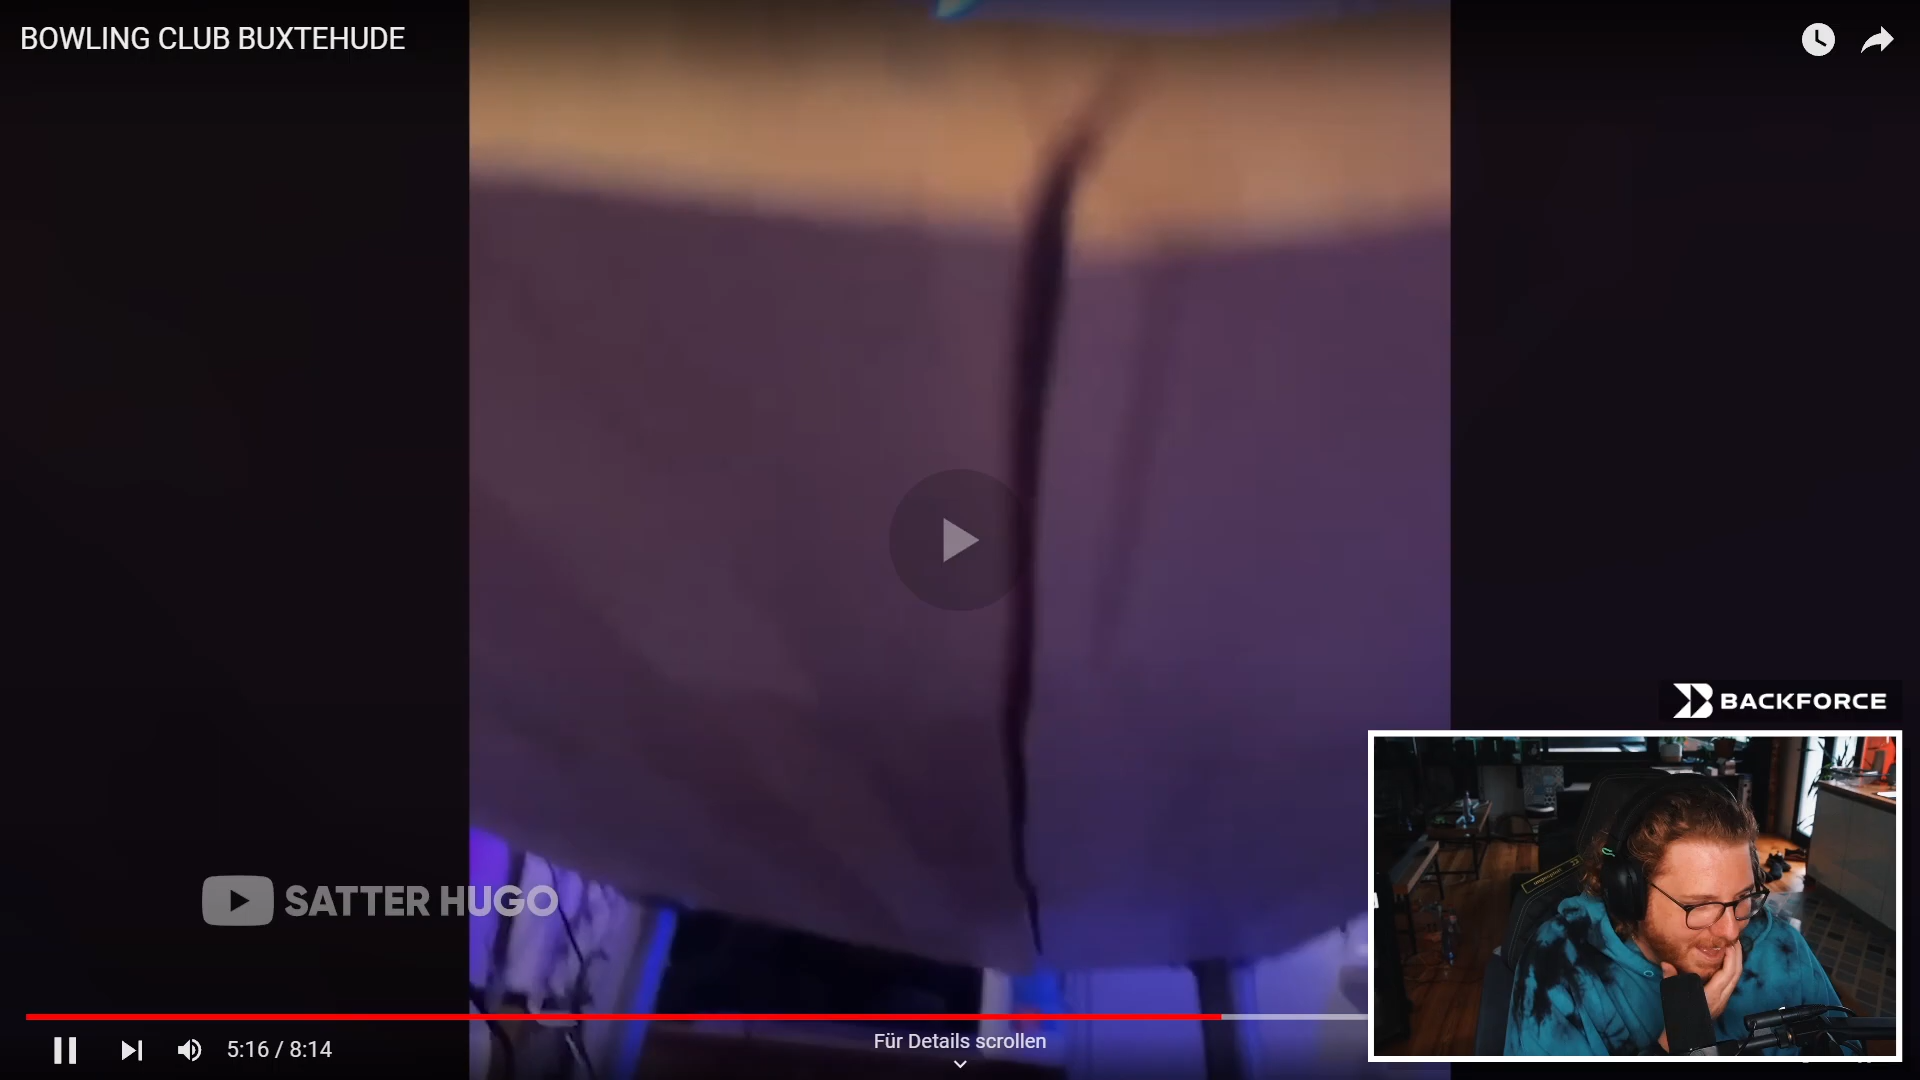 BOWLING CLUB BUXTEHUDE
BACKFORCE
SATTER HUGO
Für Details scrollen
5:16 / 8:14